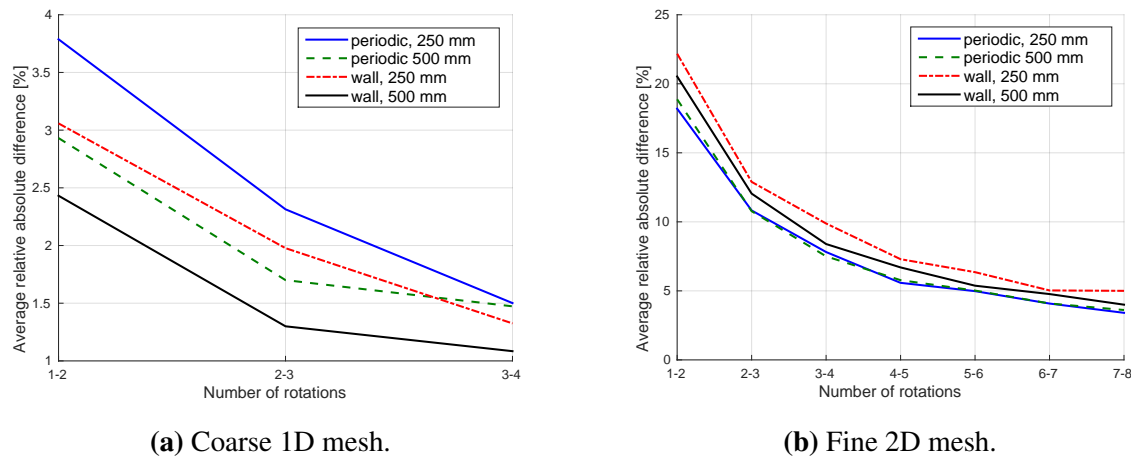 Average relative absolute difference [%]
4
3.5
3
2.5
2
1.5
1
periodic, 250 mm
periodic 500 mm
wall, 250 mm
wall, 500 mm
1-2
2-3
3-4
Number of rotations
(a) Coarse 1D mesh.
Average relative absolute difference [%]
25
20
15
10
5
0
periodic, 250 mm
periodic 500 mm
wall, 250 mm
wall, 500 mm
1-2
2-3
3-4
4-5
5-6
6-7
7-8
Number of rotations
(b) Fine 2D mesh.